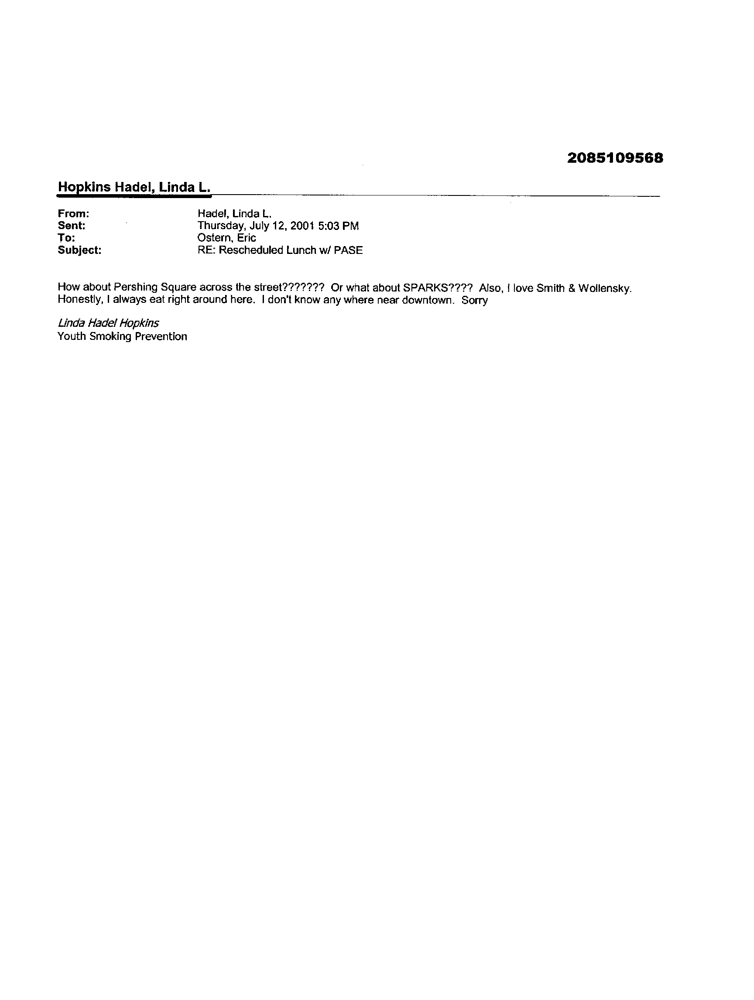 2085109568
Hopkins Hadel, Linda L.
From: Hadel, Linda L.
Sent: Thursday, July 12, 2001 5:03 PM
To: Ostern, Eric
Subject: RE: Rescheduled Lunch w/ PASE
How about Pershing Square across the street??????? Or what about SPARKS???? Also, I love Smith & Wollensky.
Honestly, I always eat right around here. I don't know any where near downtown. Sorry
Linda Hadel Hopkins
Youth Smoking Prevention